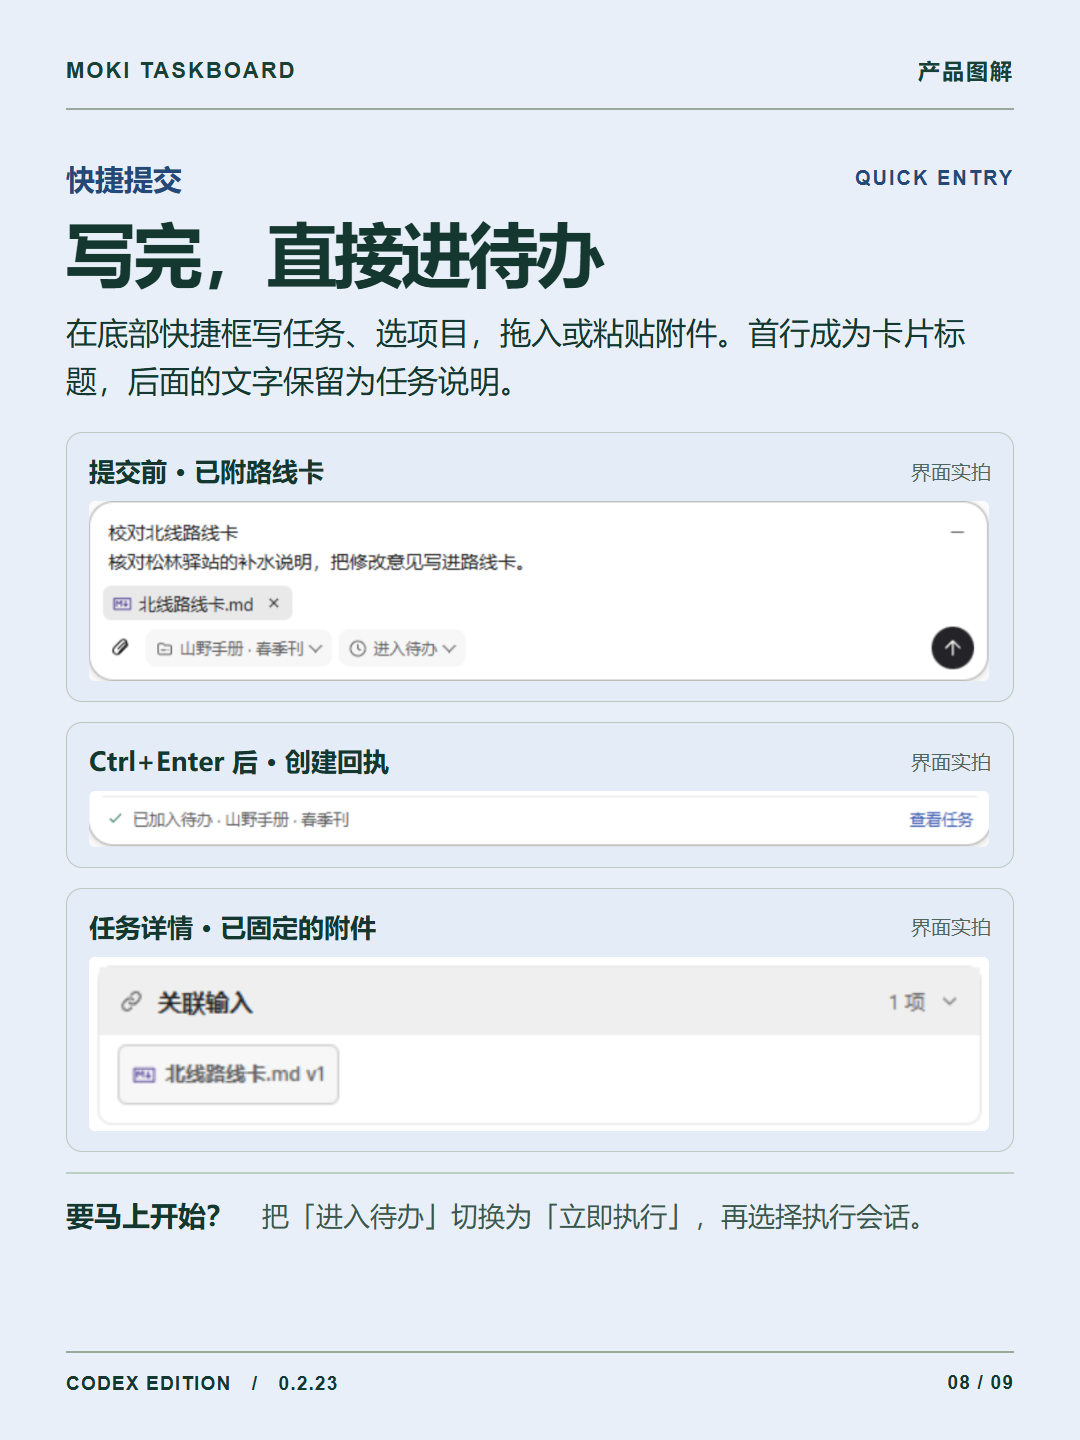 MOKI TASKBOARD 产品图解
快捷提交 QUICK ENTRY
写完，直接进待办
在底部快捷框写任务、选项目，拖入或粘贴附件。首行成为卡片标
题，后面的文字保留为任务说明。
提交前 · 已附路线卡 界面实拍
校对北线路线卡
核对松林驿站的补水说明，把修改意见写进路线卡。
北线路线卡.md
山野手册 · 春季刊 进入待办
Ctrl+Enter 后 · 创建回执 界面实拍
已加入待办 · 山野手册 · 春季刊 查看任务
任务详情 · 已固定的附件 界面实拍
关联输入 1 项
北线路线卡.md v1
要马上开始？ 把「进入待办」切换为「立即执行」，再选择执行会话。
CODEX EDITION / 0.2.23 08 / 09